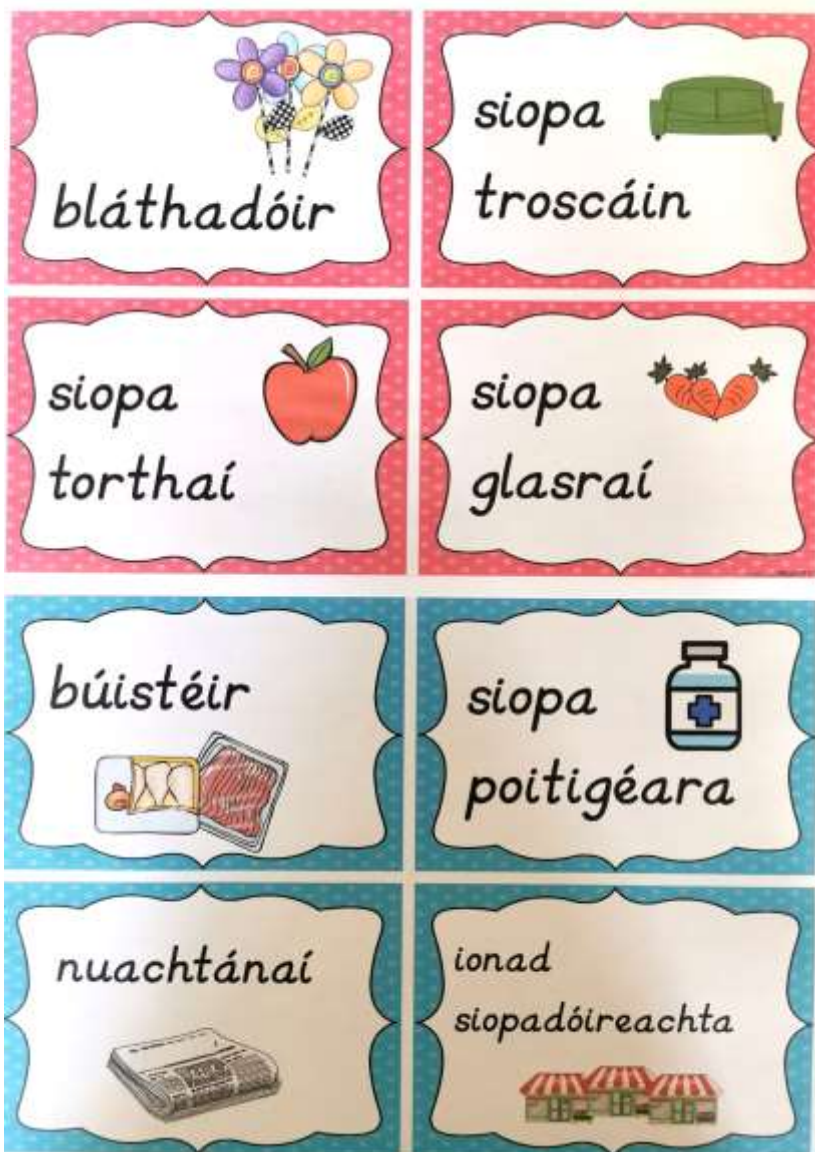 bláthadóir
siopa
troscáin
siopa
torthaí
siopa
glasraí
búistéir
siopa
poitigéara
nuachtánaí
ionad
siopadóireachta